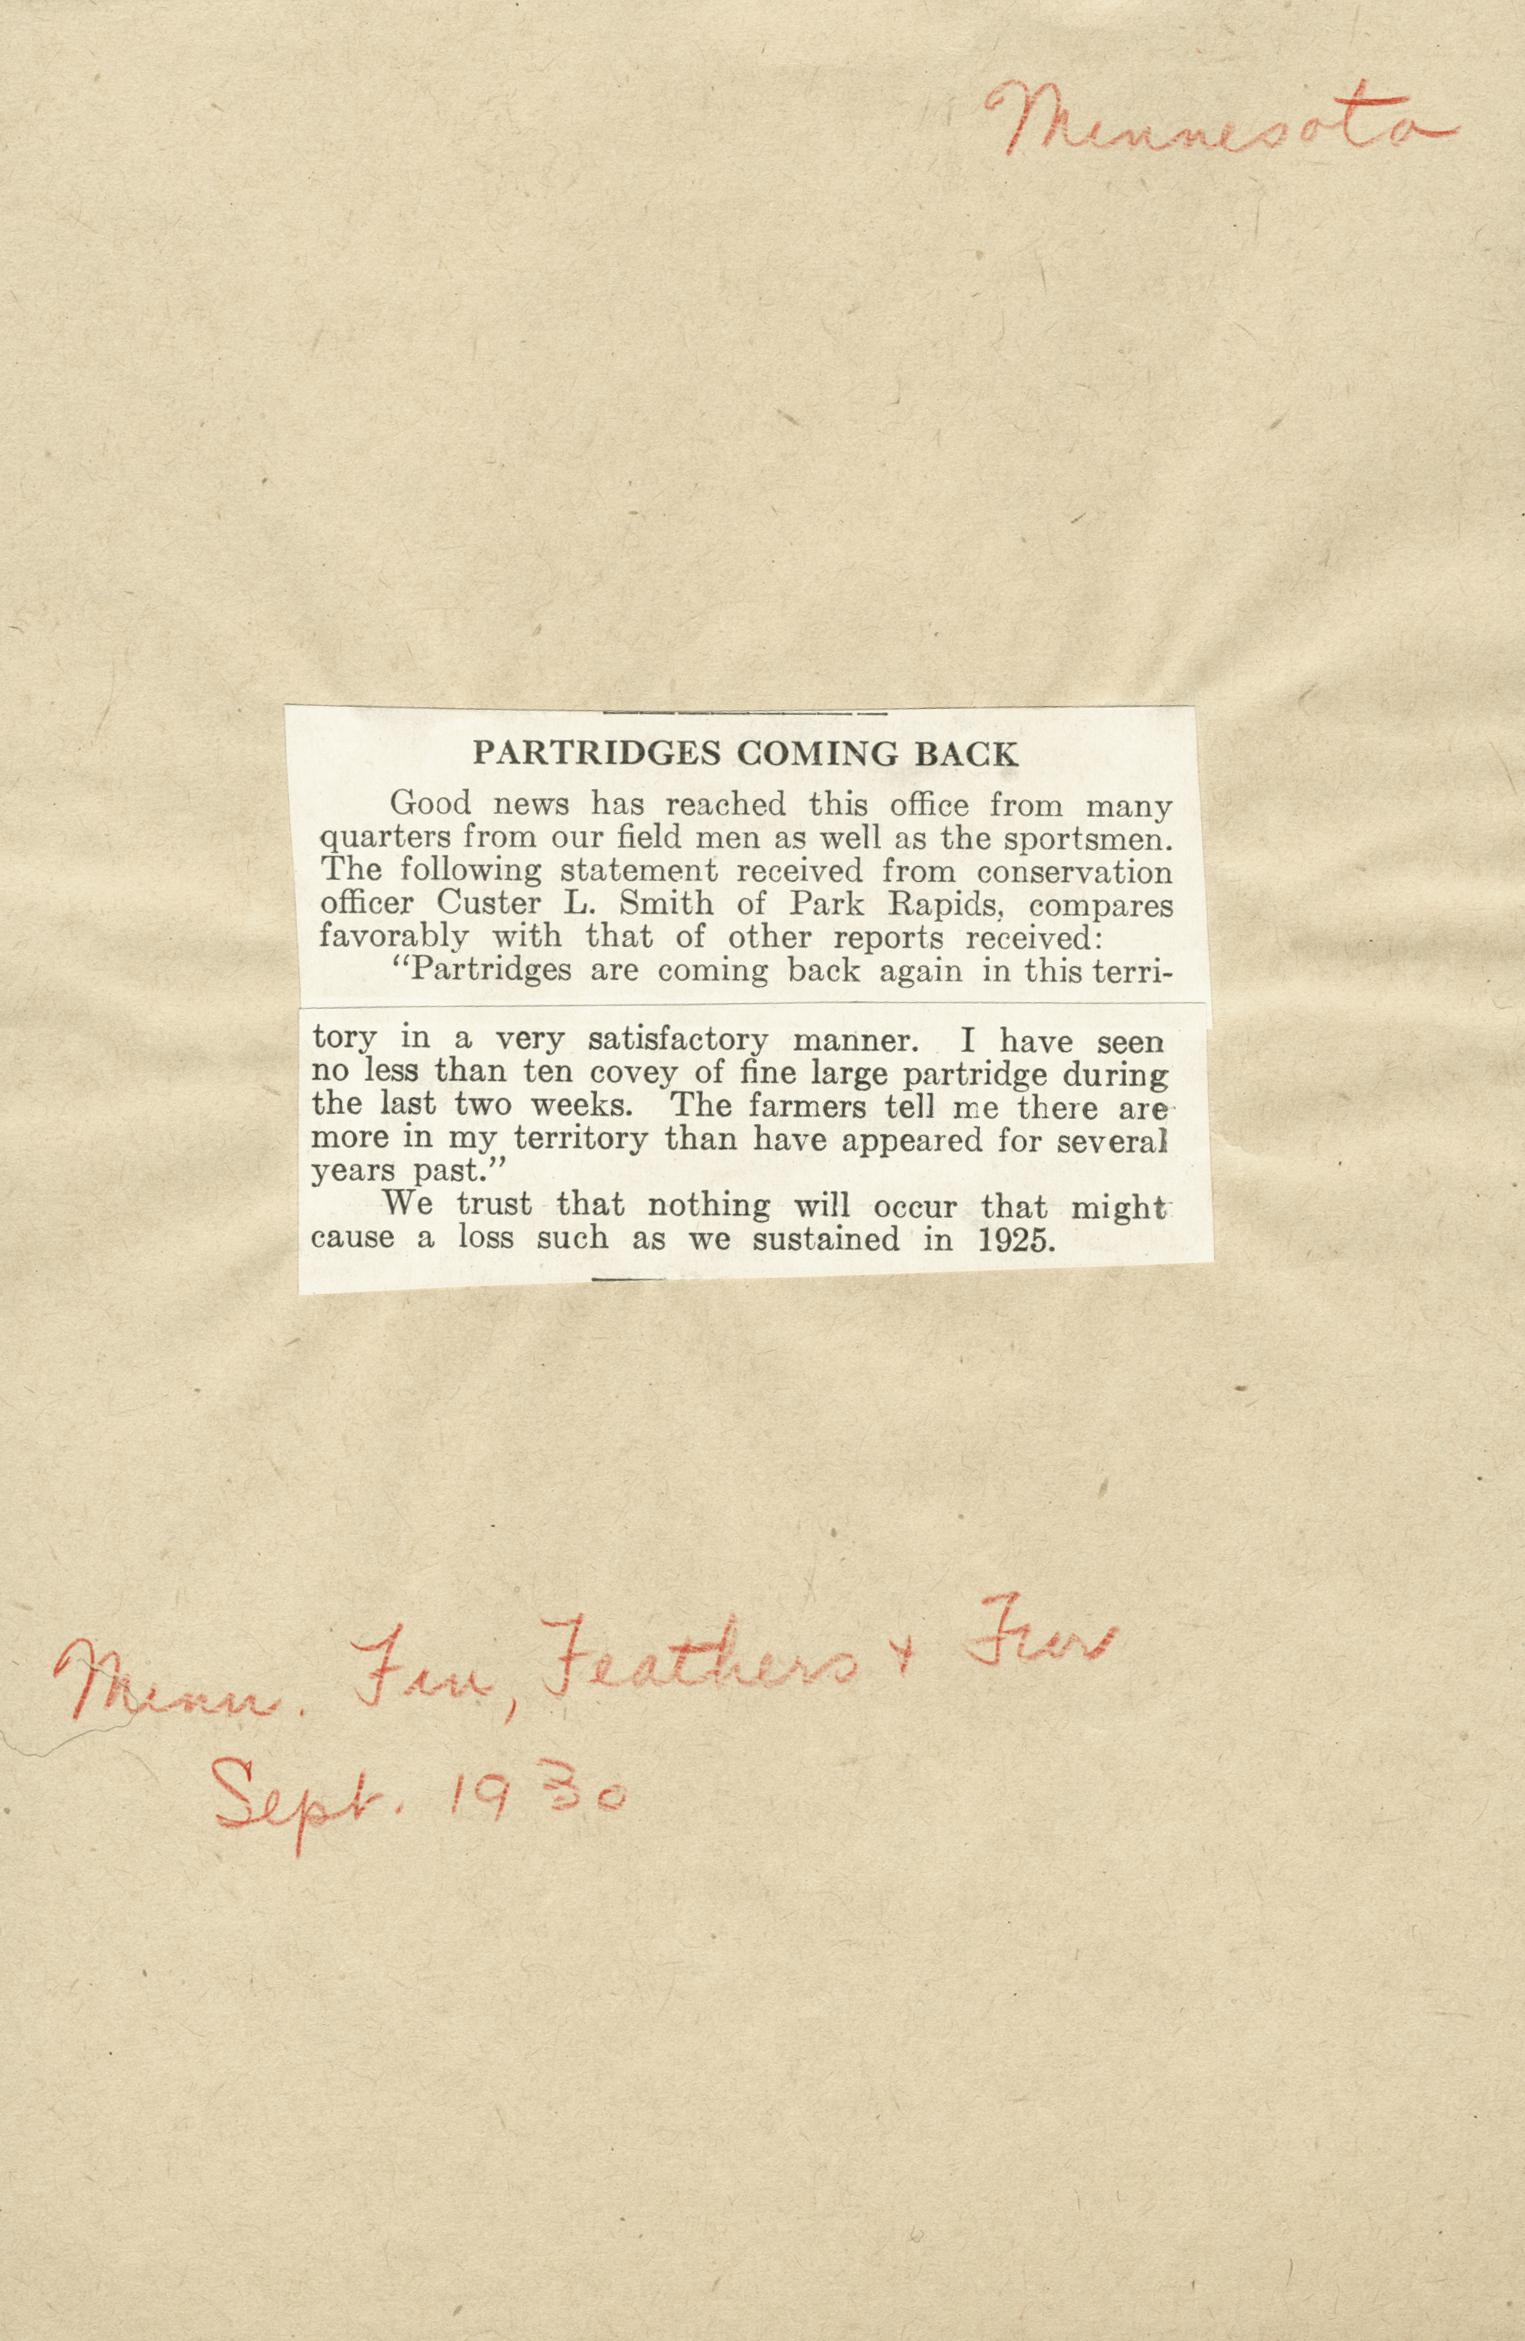 Minnesota
PARTRIDGES COMING BACK
Good news has reached this office from many
quarters from our field men as well as the sportsmen.
The following statement received from conservation
officer Custer L. Smith of Park Rapids, compares
favorably with that of other reports received:
“Partridges are coming back again in this terri-
tory in a very satisfactory manner. I have seen
no less than ten covey of fine large partridge during
the last two weeks. The farmers tell me there are
more in my territory than have appeared for several
years past.”
We trust that nothing will occur that might
cause a loss such as we sustained in 1925.
Minn. Fin, Feathers + Fur
Sept. 1930